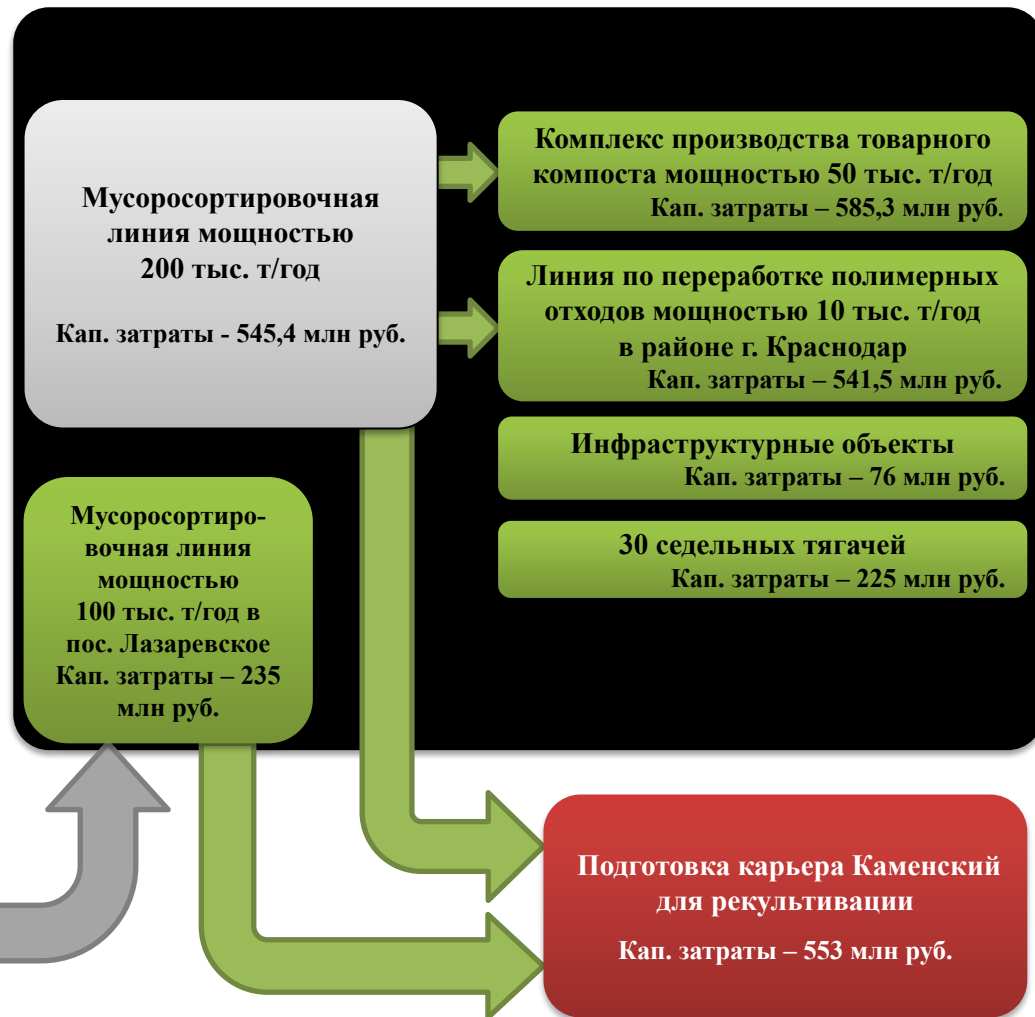 Мусоросортировочная
линия мощностью
200 тыс. т/год
Кап. затраты - 545,4 млн руб.
Комплекс производства товарного
компоста мощностью 50 тыс. т/год
Кап. затраты – 585,3 млн руб.
Линия по переработке полимерных
отходов мощностью 10 тыс. т/год
в районе г. Краснодар
Кап. затраты – 541,5 млн руб.
Инфраструктурные объекты
Кап. затраты – 76 млн руб.
30 седельных тягачей
Кап. затраты – 225 млн руб.
Мусоросортиро-
вочная линия
мощностью
100 тыс. т/год в
пос. Лазаревское
Кап. затраты – 235
млн руб.
Подготовка карьера Каменский
для рекультивации
Кап. затраты – 553 млн руб.